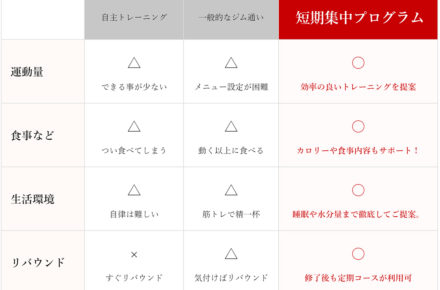 自主トレーニング 一般的なジム通い 短期集中プログラム
運動量 △ △ 〇
できる事が少ない メニュー設定が困難 効率の良いトレーニングを提案
食事など △ △ 〇
つい食べてしまう 動く以上に食べる カロリーや食事内容もサポート！
生活環境 △ △ 〇
自律は難しい 筋トレで精一杯 睡眠や水分量まで徹底してご提案。
リバウンド × △ 〇
すぐリバウンド 気付けばリバウンド 修了後も定期コースが利用可